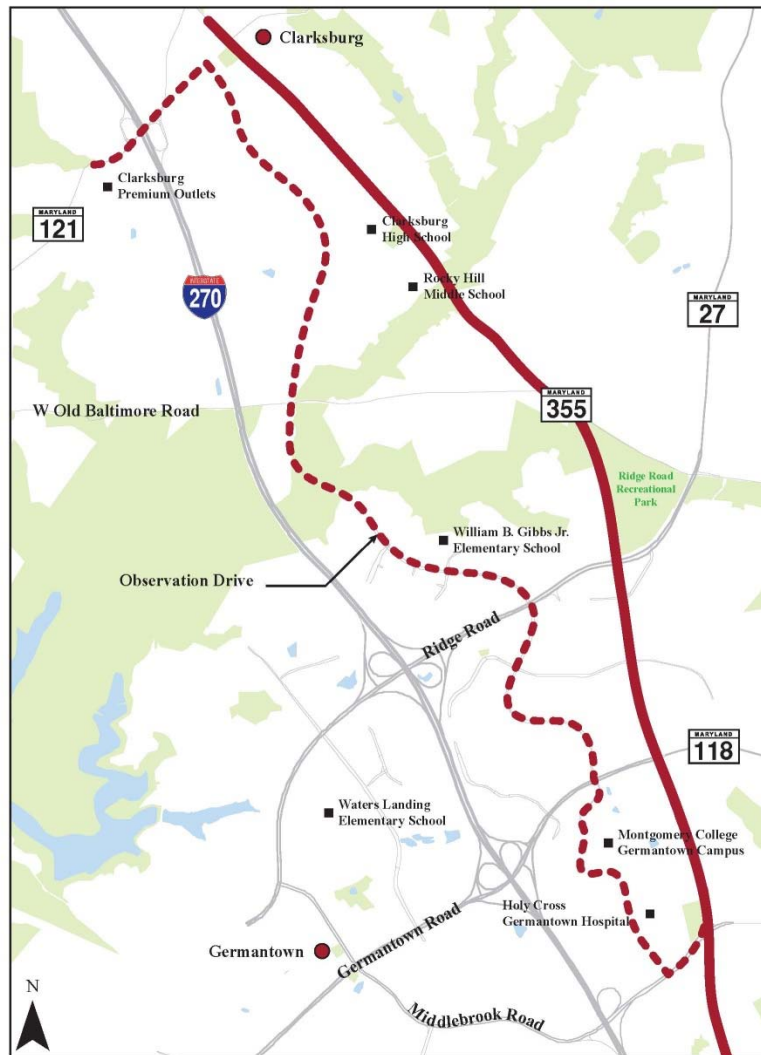 Clarksburg
Clarksburg
Premium Outlets
MARYLAND
121
Clarksburg
High School
INTERSTATE
270
Rocky Hill
Middle School
MARYLAND
27
W Old Baltimore Road
MARYLAND
355
Ridge Road
Recreational
Park
William B. Gibbs Jr.
Elementary School
Observation Drive
Ridge Road
MARYLAND
118
Waters Landing
Elementary School
Montgomery College
Germantown Campus
Holy Cross
Germantown Hospital
Germantown
Germantown Road
Middlebrook Road
N